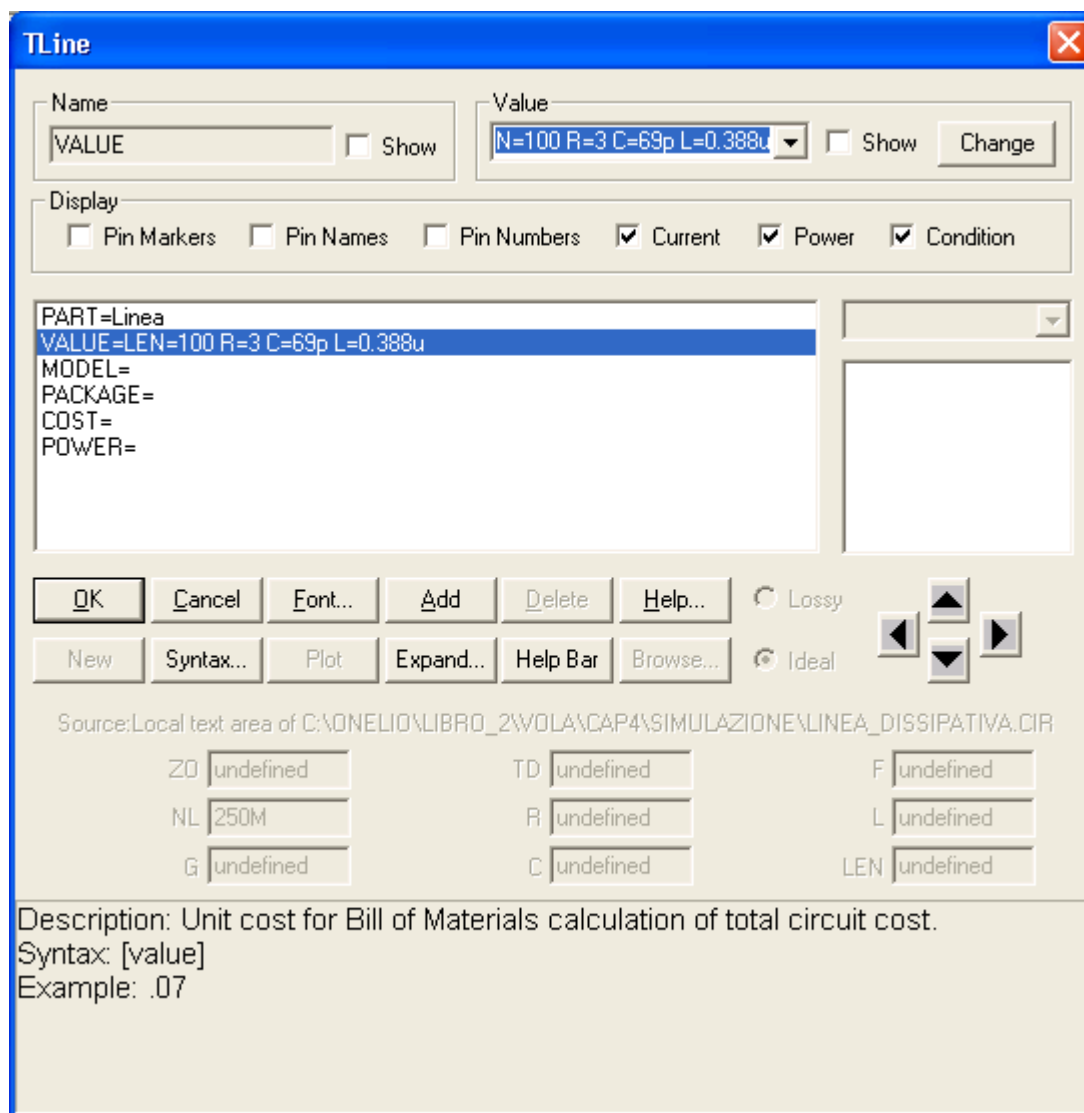 TLine
Name
VALUE Show
Value
N=100 R=3 C=69p L=0.388u Show Change
Display
Pin Markers Pin Names Pin Numbers Current Power Condition
PART=Linea
VALUE=LEN=100 R=3 C=69p L=0.388u
MODEL=
PACKAGE=
COST=
POWER=
OK Cancel Font... Add Delete Help... Lossy
New Syntax... Plot Expand... Help Bar Browse... Ideal
Source:Local text area of C:\ONELIO\LIBRO_2\VOLA\CAP4\SIMULAZIONE\LINEA_DISSIPATIVA.CIR
Z0 undefined TD undefined F undefined
NL 250M R undefined L undefined
G undefined C undefined LEN undefined
Description: Unit cost for Bill of Materials calculation of total circuit cost.
Syntax: [value]
Example: .07